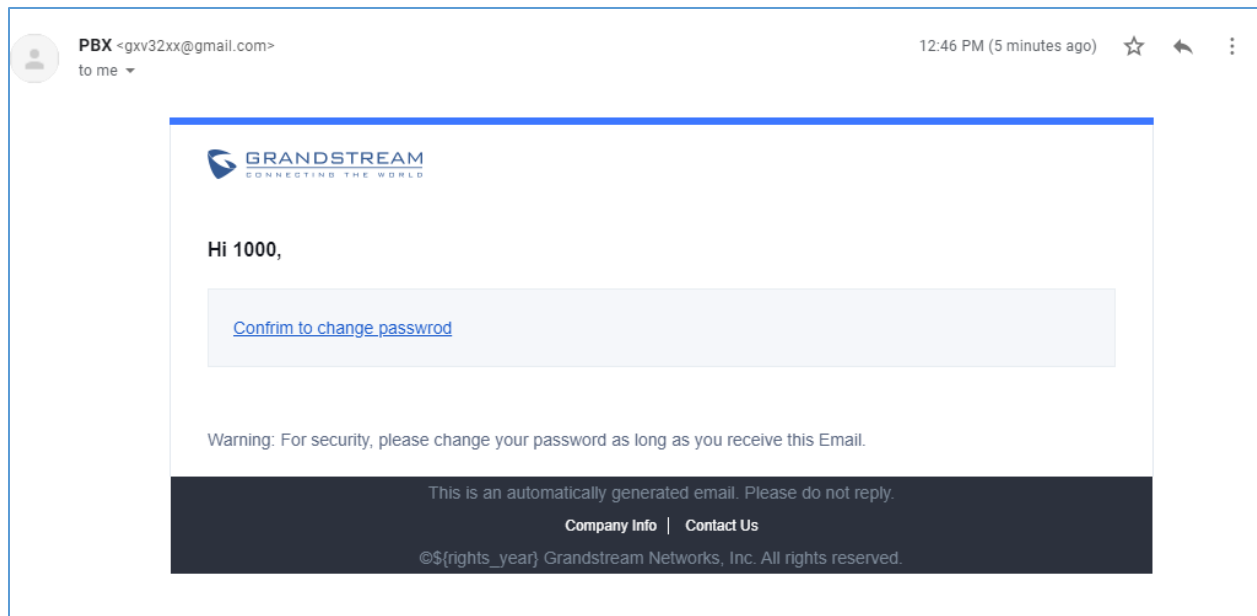 PBX <gxv32xx@gmail.com>
12:46 PM (5 minutes ago)
to me
GRANDSTREAM
CONNECTING THE WORLD
Hi 1000,
Confrim to change passwrod
Warning: For security, please change your password as long as you receive this Email.
This is an automatically generated email. Please do not reply.
Company Info | Contact Us
©${rights_year} Grandstream Networks, Inc. All rights reserved.